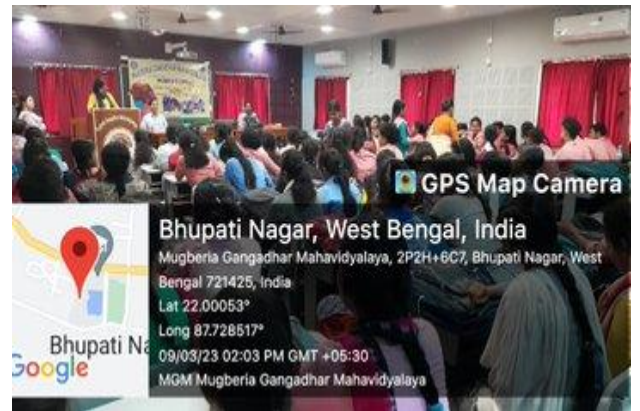 GPS Map Camera
Bhupati Nagar, West Bengal, India
Mugberia Gangadhar Mahavidyalaya, 2P2H+6C7, Bhupati Nagar, West
Bengal 721425, India
Lat 22.00053°
Long 87.728517°
09/03/23 02:03 PM GMT +05:30
MGM Mugberia Gangadhar Mahavidyalaya
Bhupati Na
Google